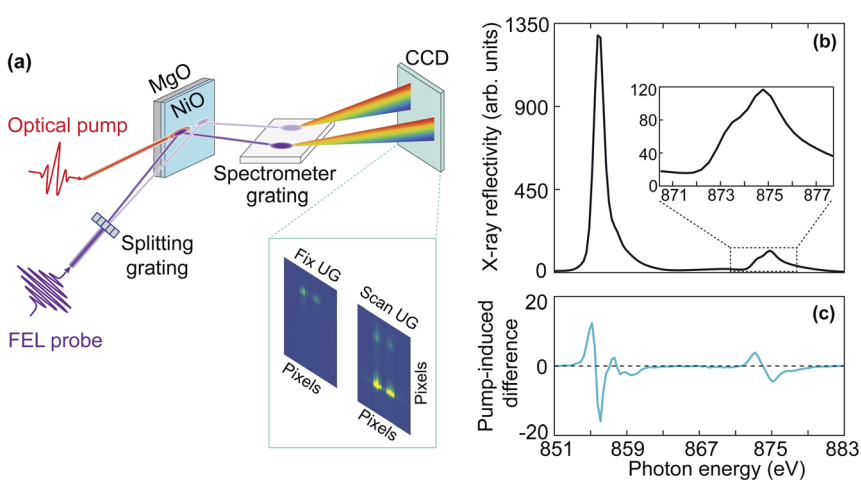 (a)
MgO
NiO
Optical pump
CCD
Spectrometer
grating
Splitting
grating
FEL probe
Fix UG
Scan UG
Pixels
Pixels
Pixels
(b)
X-ray reflectivity (arb. units)
1350
900
450
0
120
80
40
0
871
873
875
877
(c)
Pump-induced
difference
20
0
-20
851
859
867
875
883
Photon energy (eV)